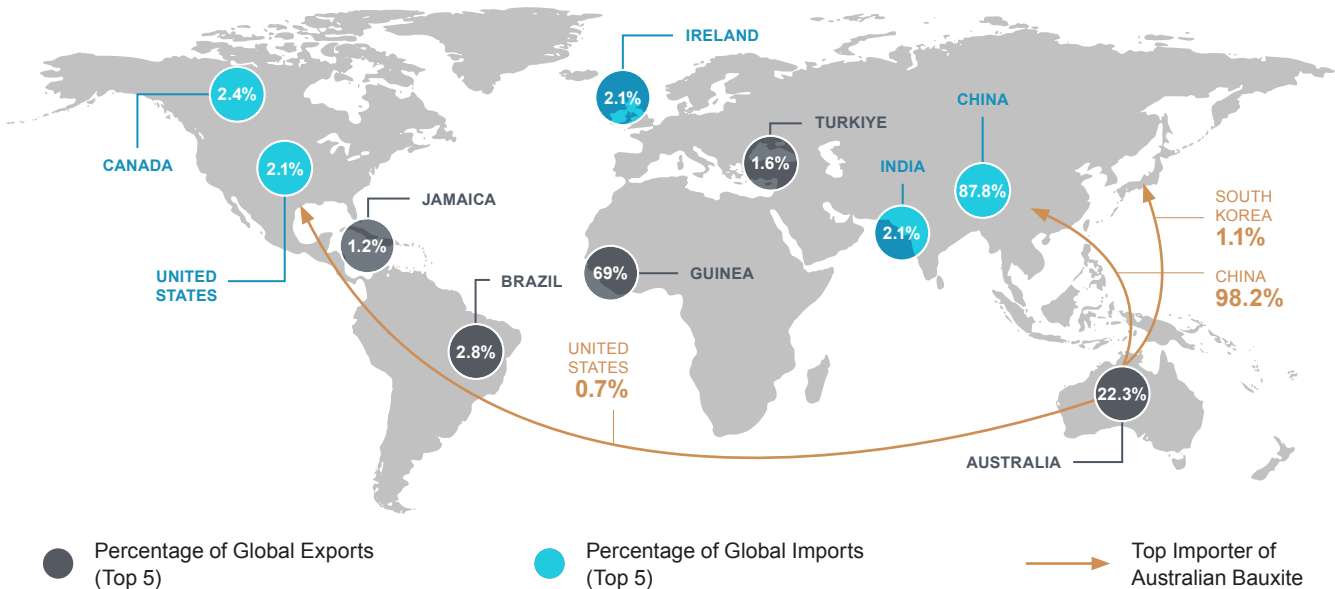 IRELAND
2.4%
2.1%
CHINA
TURKIYE
CANADA
2.1%
1.6%
INDIA
87.8%
JAMAICA
SOUTH
KOREA
1.1%
1.2%
2.1%
UNITED
STATES
BRAZIL
69%
GUINEA
CHINA
98.2%
2.8%
UNITED
STATES
0.7%
22.3%
AUSTRALIA
Percentage of Global Exports
(Top 5)
Percentage of Global Imports
(Top 5)
Top Importer of
Australian Bauxite